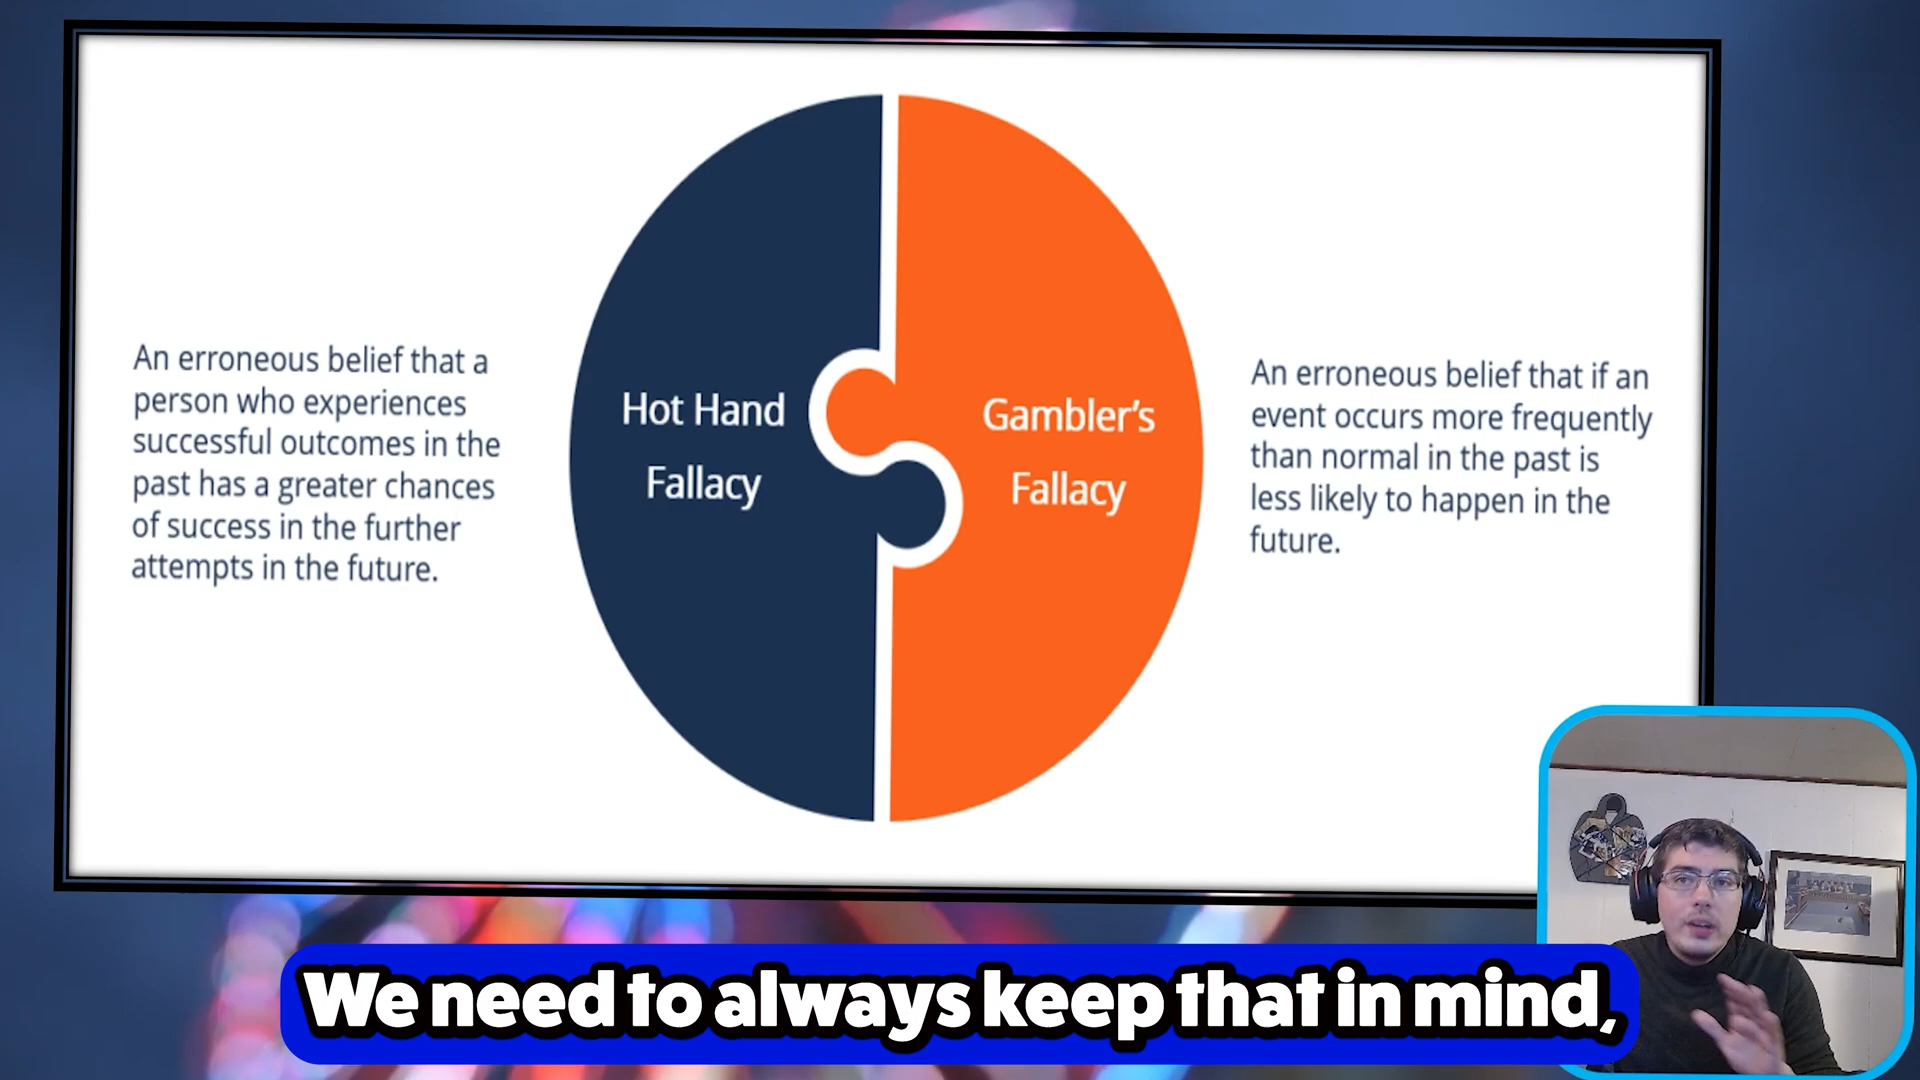 An erroneous belief that a
person who experiences
successful outcomes in the
past has a greater chances
of success in the further
attempts in the future.
Hot Hand
Fallacy
Gambler's
Fallacy
An erroneous belief that if an
event occurs more frequently
than normal in the past is
less likely to happen in the
future.
We need to always keep that in mind,